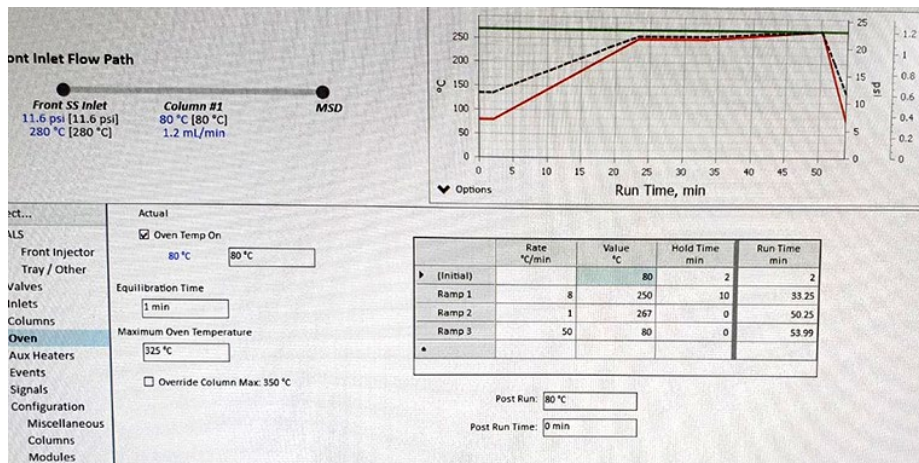 ont Inlet Flow Path
Front SS Inlet
11.6 psi [11.6 psi]
280 °C [280 °C]
Column #1
80 °C [80 °C]
1.2 mL/min
MSD
°C
250
200
150
100
50
0
0 5 10 15 20 25 30 35 40 45 50
Run Time, min
25
20
15
10
5
0
psi
1.2
1
0.8
0.6
0.4
0.2
0
Options
ect...
ALS
Front Injector
Tray / Other
Valves
Inlets
Columns
Oven
Aux Heaters
Events
Signals
Configuration
Miscellaneous
Columns
Modules
Actual
Oven Temp On
80 °C 80 °C
Equilibration Time
1 min
Maximum Oven Temperature
325 °C
Override Column Max: 350 °C
Rate °C/min Value °C Hold Time min Run Time min
(Initial) 80 2 2
Ramp 1 8 250 10 33.25
Ramp 2 1 267 0 50.25
Ramp 3 50 80 0 53.99
Post Run: 80 °C
Post Run Time: 0 min